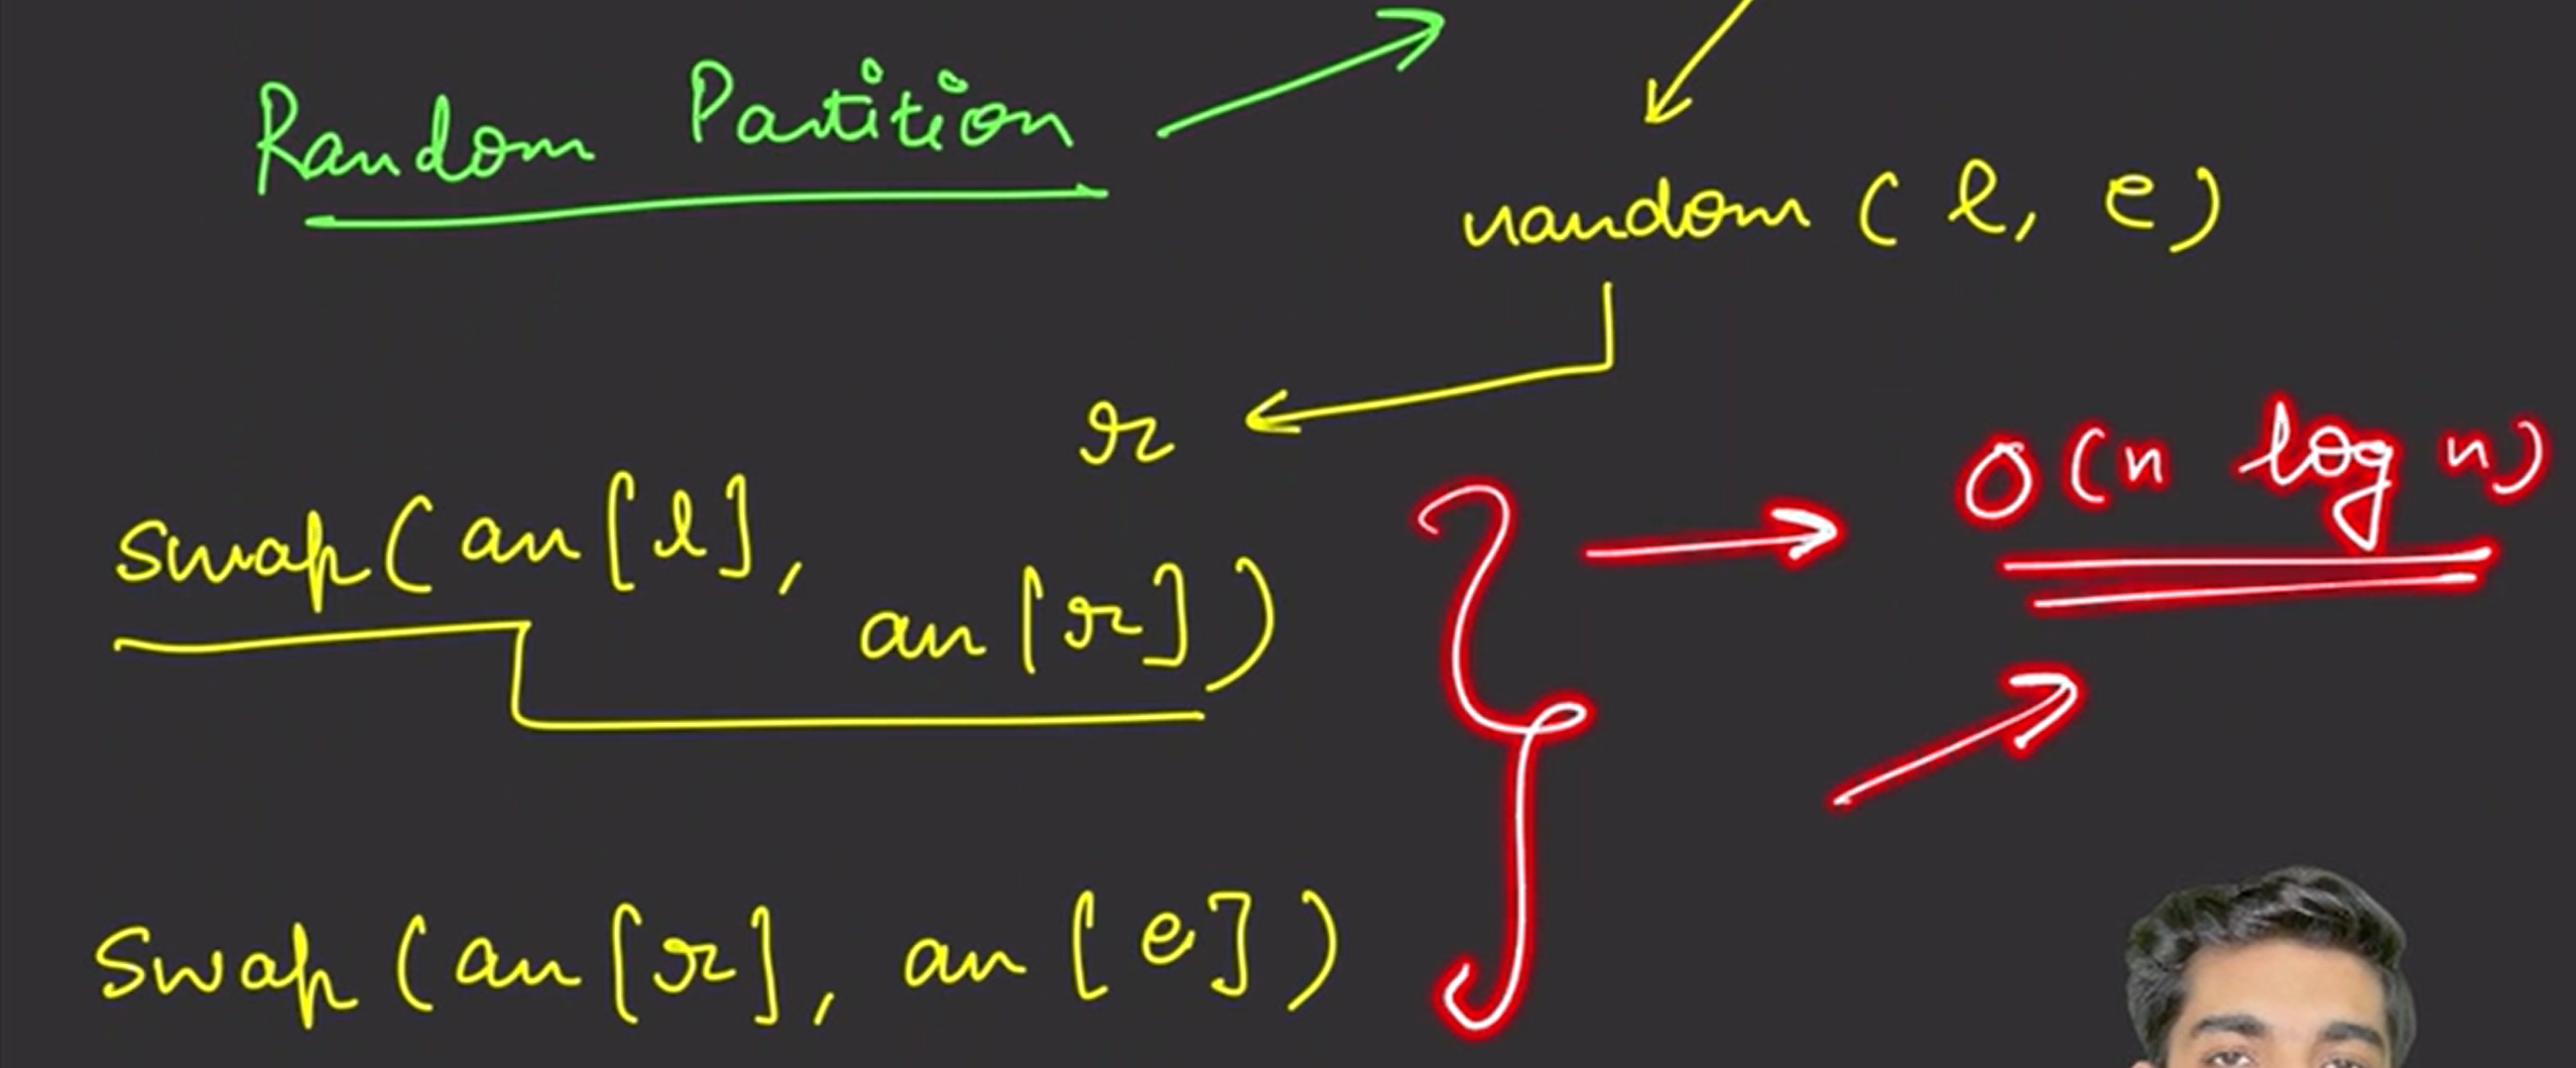 Random Partition
random (l, e)
r
swap(arr[l],
arr[r])
O(n log n)
swap (arr[r], arr[e])